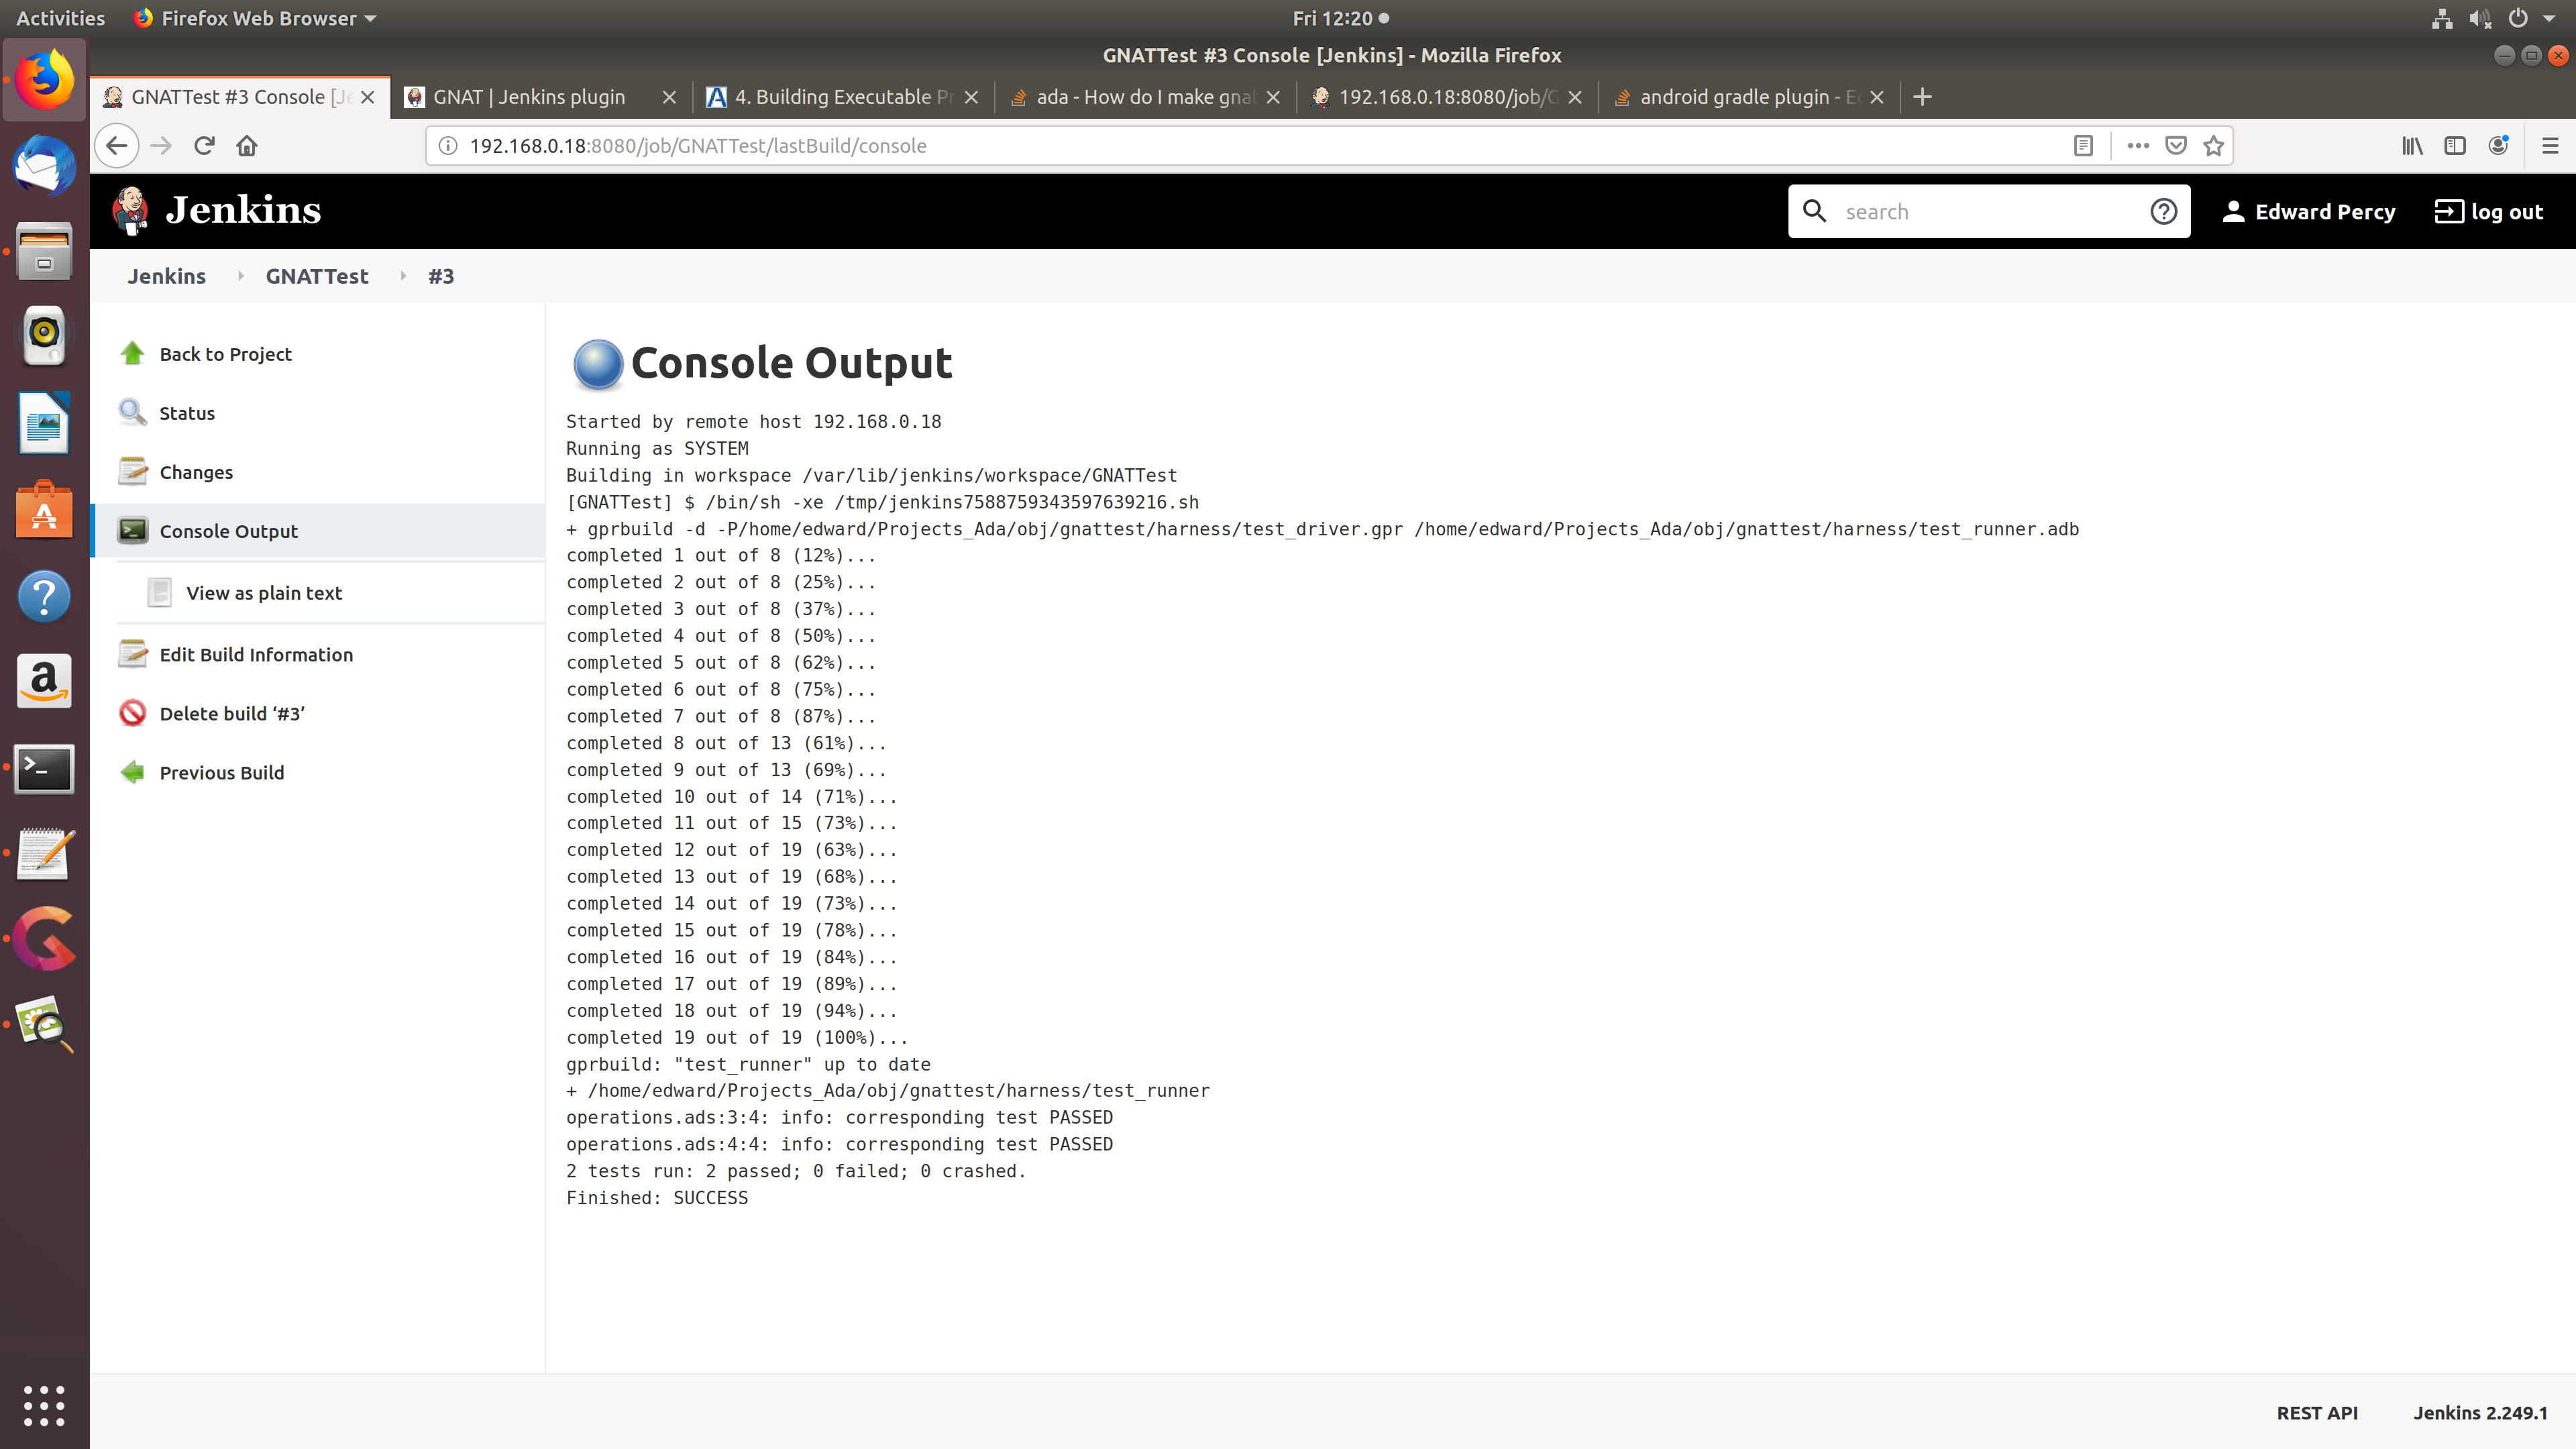 Activities
Firefox Web Browser
Fri 12:20
GNATTest #3 Console [Jenkins] - Mozilla Firefox
GNATTest #3 Console [Je
GNAT | Jenkins plugin
4. Building Executable Pr
ada - How do I make gnat
192.168.0.18:8080/job/G
android gradle plugin - Ec
192.168.0.18:8080/job/GNATTest/lastBuild/console
Jenkins
search
Edward Percy
log out
Jenkins
GNATTest
#3
Back to Project
Status
Changes
Console Output
View as plain text
Edit Build Information
Delete build ‘#3’
Previous Build
Console Output
Started by remote host 192.168.0.18
Running as SYSTEM
Building in workspace /var/lib/jenkins/workspace/GNATTest
[GNATTest] $ /bin/sh -xe /tmp/jenkins7588759343597639216.sh
+ gprbuild -d -P/home/edward/Projects_Ada/obj/gnattest/harness/test_driver.gpr /home/edward/Projects_Ada/obj/gnattest/harness/test_runner.adb
completed 1 out of 8 (12%)...
completed 2 out of 8 (25%)...
completed 3 out of 8 (37%)...
completed 4 out of 8 (50%)...
completed 5 out of 8 (62%)...
completed 6 out of 8 (75%)...
completed 7 out of 8 (87%)...
completed 8 out of 13 (61%)...
completed 9 out of 13 (69%)...
completed 10 out of 14 (71%)...
completed 11 out of 15 (73%)...
completed 12 out of 19 (63%)...
completed 13 out of 19 (68%)...
completed 14 out of 19 (73%)...
completed 15 out of 19 (78%)...
completed 16 out of 19 (84%)...
completed 17 out of 19 (89%)...
completed 18 out of 19 (94%)...
completed 19 out of 19 (100%)...
gprbuild: "test_runner" up to date
+ /home/edward/Projects_Ada/obj/gnattest/harness/test_runner
operations.ads:3:4: info: corresponding test PASSED
operations.ads:4:4: info: corresponding test PASSED
2 tests run: 2 passed; 0 failed; 0 crashed.
Finished: SUCCESS
REST API
Jenkins 2.249.1